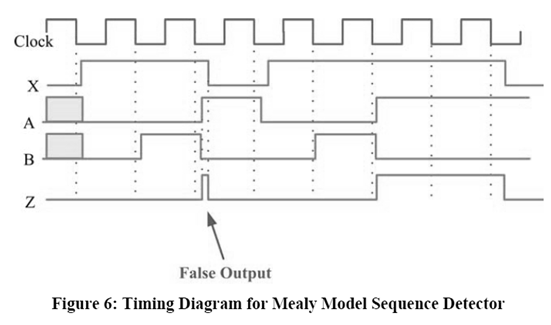 Clock
X
A
B
Z
False Output
Figure 6: Timing Diagram for Mealy Model Sequence Detector